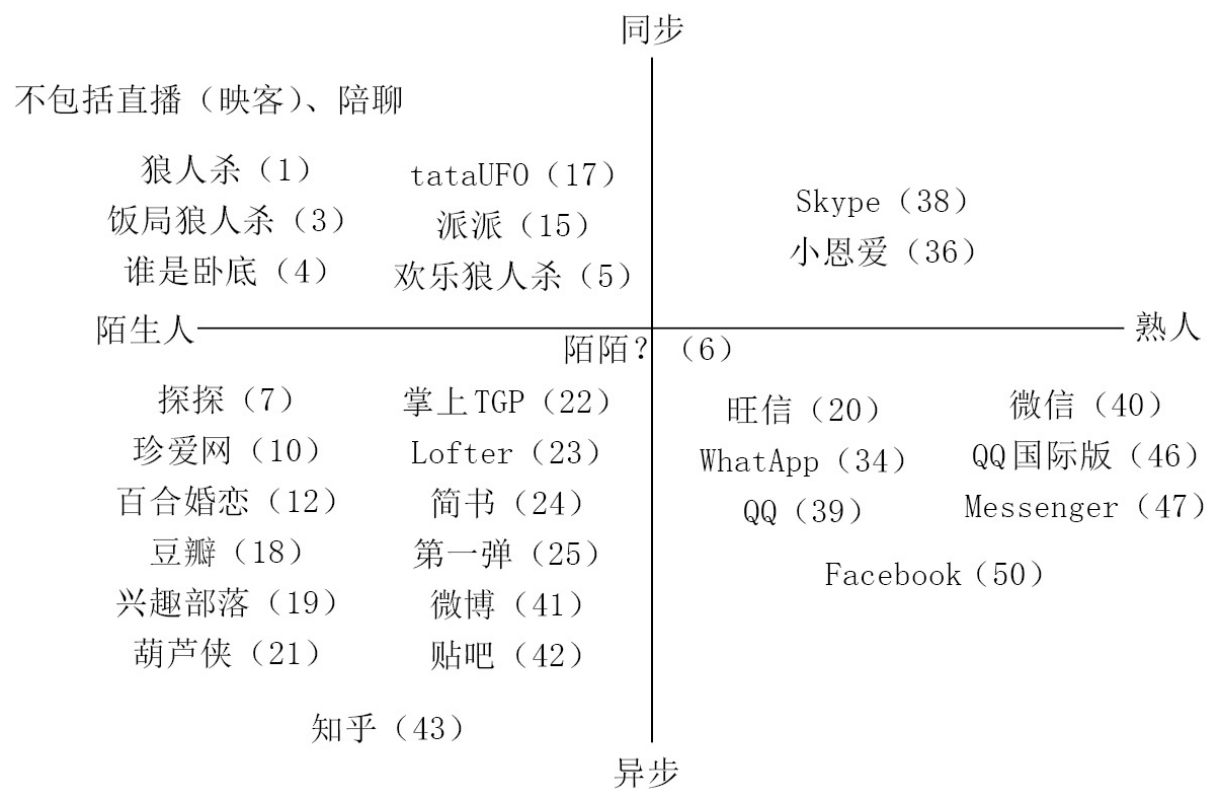 同步
不包括直播（映客）、陪聊
狼人杀（1）
饭局狼人杀（3）
谁是卧底（4）
tataUFO（17）
派派（15）
欢乐狼人杀（5）
Skype（38）
小恩爱（36）
陌生人
熟人
陌陌？（6）
探探（7）
珍爱网（10）
百合婚恋（12）
豆瓣（18）
兴趣部落（19）
葫芦侠（21）
掌上TGP（22）
Lofter（23）
简书（24）
第一弹（25）
微博（41）
贴吧（42）
知乎（43）
旺信（20）
WhatApp（34）
QQ（39）
微信（40）
QQ国际版（46）
Messenger（47）
Facebook（50）
异步